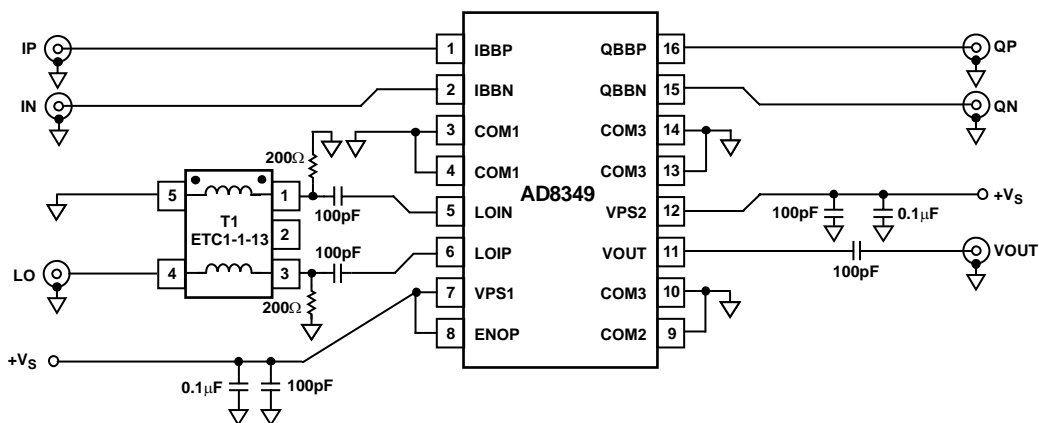 IP
1 IBBP
QBBP 16
QP
IN
2 IBBN
QBBN 15
QN
3 COM1
COM3 14
200Ω
4 COM1
COM3 13
AD8349
5
1
100pF
5 LOIN
VPS2 12
+VS
T1
ETC1-1-13
2
100pF
0.1μF
100pF
6 LOIP
VOUT 11
VOUT
LO
4
3
100pF
7 VPS1
COM3 10
200Ω
8 ENOP
COM2 9
+VS
0.1μF
100pF